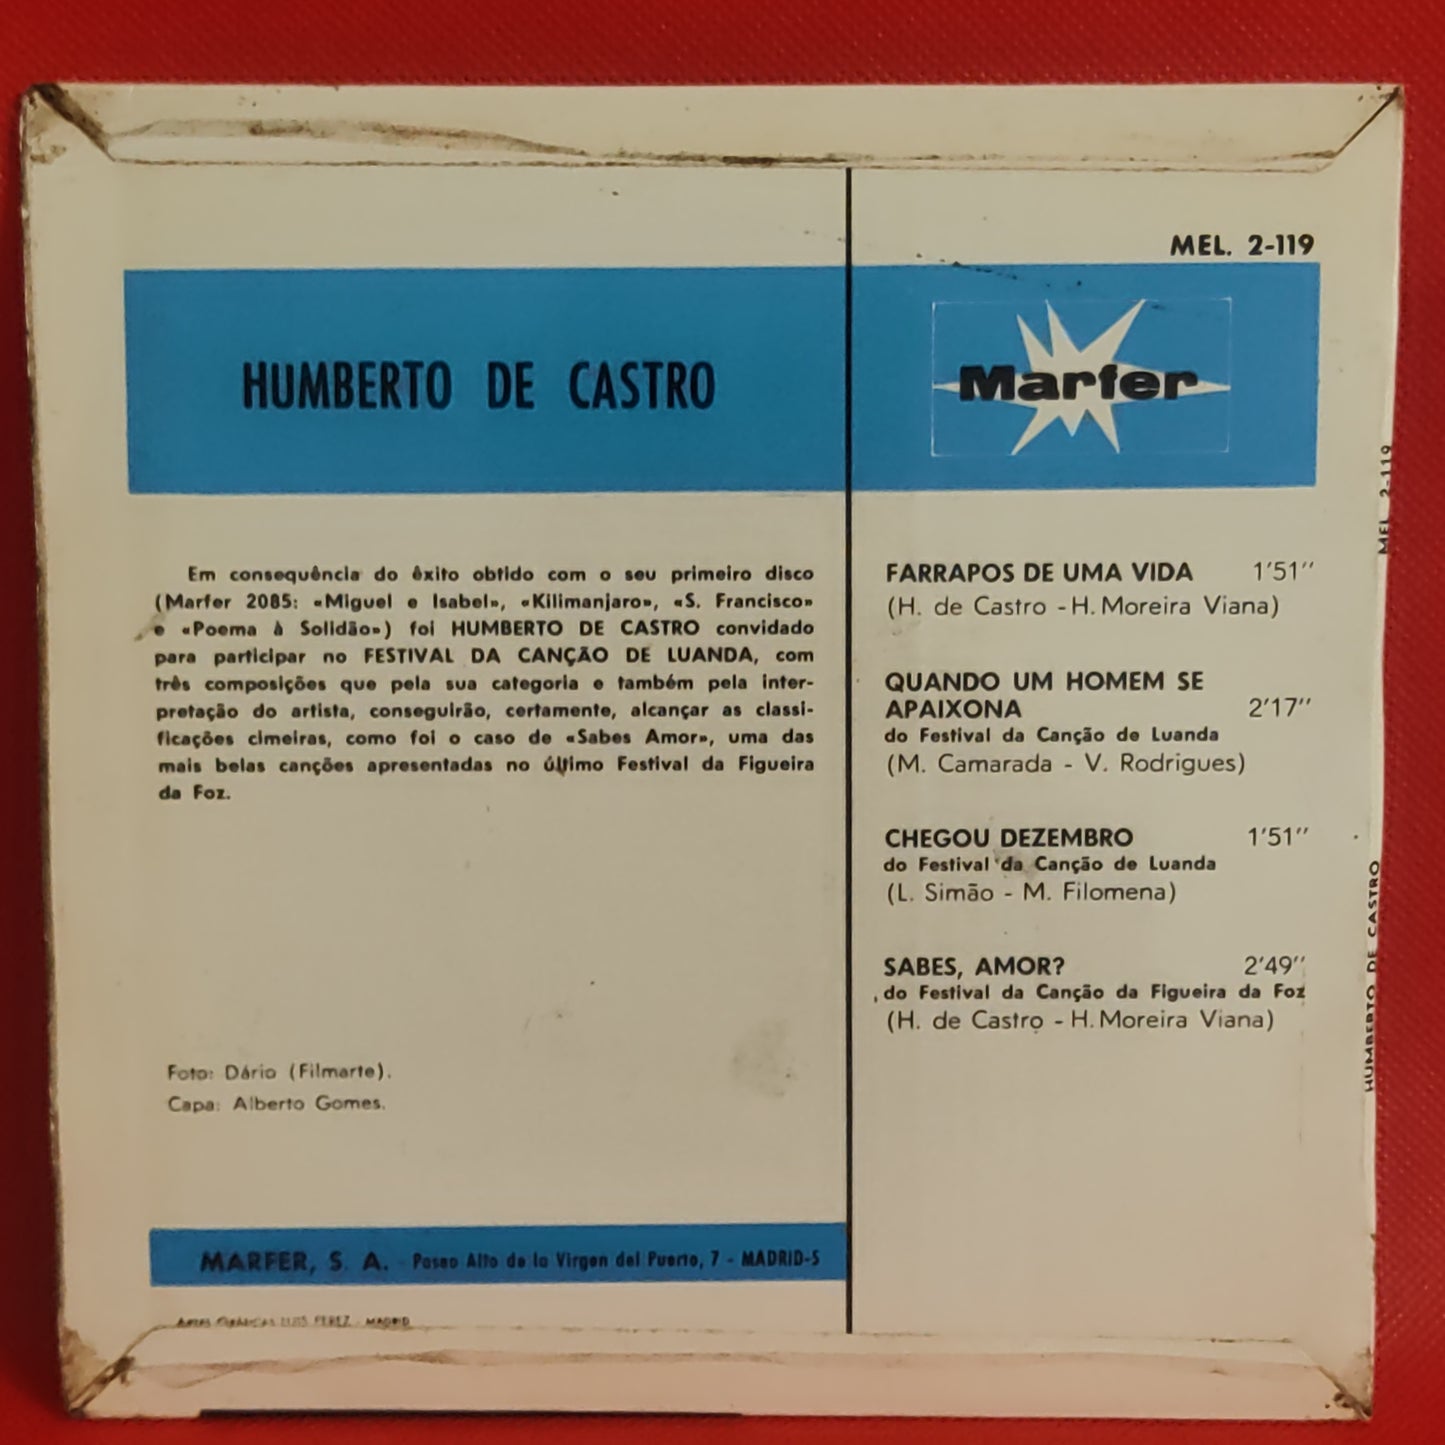 MEL. 2-119
HUMBERTO DE CASTRO
Marfer
Em consequência do êxito obtido com o seu primeiro disco
(Marfer 2085: «Miguel e Isabel», «Kilimanjaro», «S. Francisco»
e «Poema à Solidão») foi HUMBERTO DE CASTRO convidado
para participar no FESTIVAL DA CANÇÃO DE LUANDA, com
três composições que pela sua categoria e também pela inter-
pretação do artista, conseguirão, certamente, alcançar as classi-
ficações cimeiras, como foi o caso de «Sabes Amor», uma das
mais belas canções apresentadas no último Festival da Figueira
da Foz.
Foto: Dário (Filmarte).
Capa: Alberto Gomes.
MARFER, S. A. - Paseo Alto de la Virgen del Puerto, 7 - MADRID-5
ARTES GRÁFICAS LUIS PEREZ - MADRID
FARRAPOS DE UMA VIDA 1'51''
(H. de Castro - H. Moreira Viana)
QUANDO UM HOMEM SE
APAIXONA 2'17''
do Festival da Canção de Luanda
(M. Camarada - V. Rodrigues)
CHEGOU DEZEMBRO 1'51''
do Festival da Canção de Luanda
(L. Simão - M. Filomena)
SABES, AMOR? 2'49''
do Festival da Canção da Figueira da Foz
(H. de Castro - H. Moreira Viana)
MEL 2-119
HUMBERTO DE CASTRO